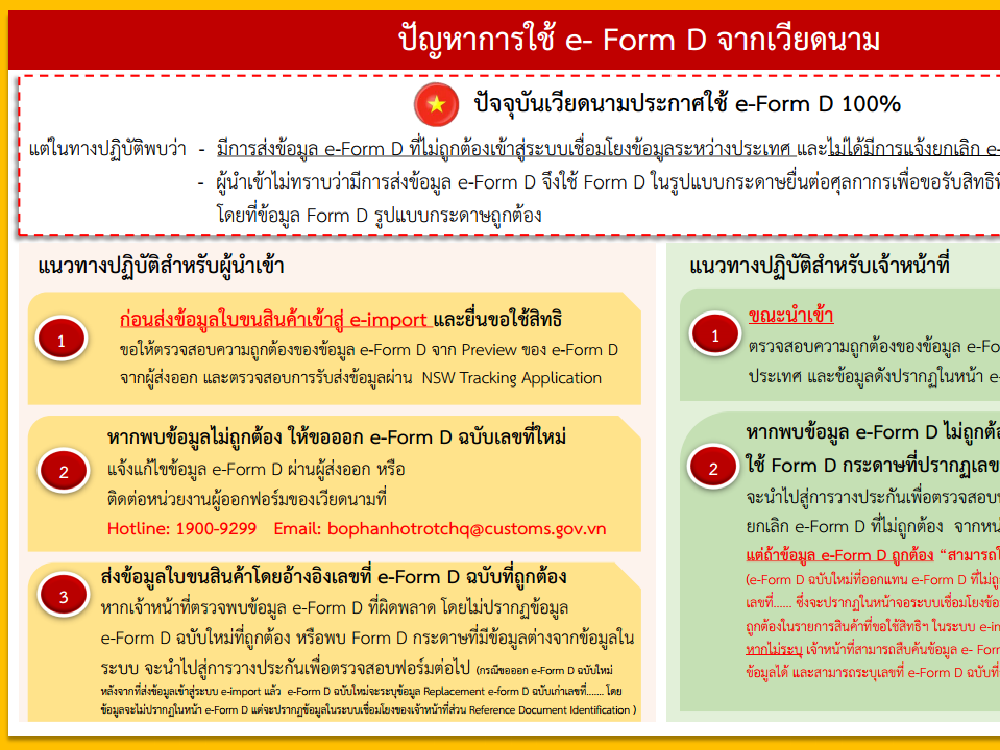 ปัญหาการใช้ e- Form D จากเวียดนาม
ปัจจุบันเวียดนามประกาศใช้ e-Form D 100%
แต่ในทางปฏิบัติพบว่า - มีการส่งข้อมูล e-Form D ที่ไม่ถูกต้องเข้าสู่ระบบเชื่อมโยงข้อมูลระหว่างประเทศ และไม่ได้มีการแจ้งยกเลิก e-
- ผู้นำเข้าไม่ทราบว่ามีการส่งข้อมูล e-Form D จึงใช้ Form D ในรูปแบบกระดาษยื่นต่อศุลกากรเพื่อขอรับสิทธิ
โดยที่ข้อมูล Form D รูปแบบกระดาษถูกต้อง
แนวทางปฏิบัติสำหรับผู้นำเข้า
1
ก่อนส่งข้อมูลใบขนสินค้าเข้าสู่ e-import และยื่นขอใช้สิทธิ
ขอให้ตรวจสอบความถูกต้องของข้อมูล e-Form D จาก Preview ของ e-Form D
จากผู้ส่งออก และตรวจสอบการรับส่งข้อมูลผ่าน NSW Tracking Application
2
หากพบข้อมูลไม่ถูกต้อง ให้ขอออก e-Form D ฉบับเลขที่ใหม่
แจ้งแก้ไขข้อมูล e-Form D ผ่านผู้ส่งออก หรือ
ติดต่อหน่วยงานผู้ออกฟอร์มของเวียดนามที่
Hotline: 1900-9299 Email: bophanhotrotchq@customs.gov.vn
3
ส่งข้อมูลใบขนสินค้าโดยอ้างอิงเลขที่ e-Form D ฉบับที่ถูกต้อง
หากเจ้าหน้าที่ตรวจพบข้อมูล e-Form D ที่ผิดพลาด โดยไม่ปรากฏข้อมูล
e-Form D ฉบับใหม่ที่ถูกต้อง หรือพบ Form D กระดาษที่มีข้อมูลต่างจากข้อมูลใน
ระบบ จะนำไปสู่การวางประกันเพื่อตรวจสอบฟอร์มต่อไป (กรณีขอออก e-Form D ฉบับใหม่
หลังจากที่ส่งข้อมูลเข้าสู่ระบบ e-import แล้ว e-Form D ฉบับใหม่จะระบุข้อมูล Replacement e-form D ฉบับเก่าเลขที่....... โดย
ข้อมูลจะไม่ปรากฏในหน้า e-Form D แต่จะปรากฏข้อมูลในระบบเชื่อมโยงของเจ้าหน้าที่ส่วน Reference Document Identification )
แนวทางปฏิบัติสำหรับเจ้าหน้าที่
1
ขณะนำเข้า
ตรวจสอบความถูกต้องของข้อมูล e-Fo
ประเทศ และข้อมูลดังปรากฏในหน้า e-
2
หากพบข้อมูล e-Form D ไม่ถูกต้อ
ใช้ Form D กระดาษที่ปรากฏเลข
จะนำไปสู่การวางประกันเพื่อตรวจสอบ
ยกเลิก e-Form D ที่ไม่ถูกต้อง จากหน่
แต่ถ้าข้อมูล e-Form D ถูกต้อง “สามารถ
(e-Form D ฉบับใหม่ที่ออกแทน e-Form D ที่ไม่ถู
เลขที่...... ซึ่งจะปรากฏในหน้าจอระบบเชื่อมโยงข้อ
ถูกต้องในรายการสินค้าที่ขอใช้สิทธิฯ ในระบบ e-i
หากไม่ระบุ เจ้าหน้าที่สามารถสืบค้นข้อมูล e- For
ข้อมูลได้ และสามารถระบุเลขที่ e-Form D ฉบับที่